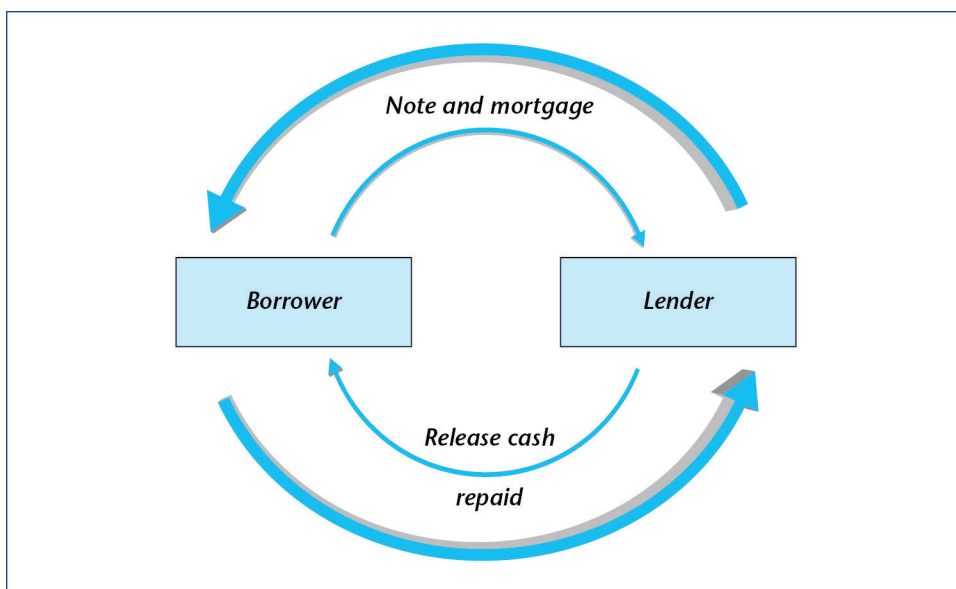 Note and mortgage
Borrower
Lender
Release cash
repaid